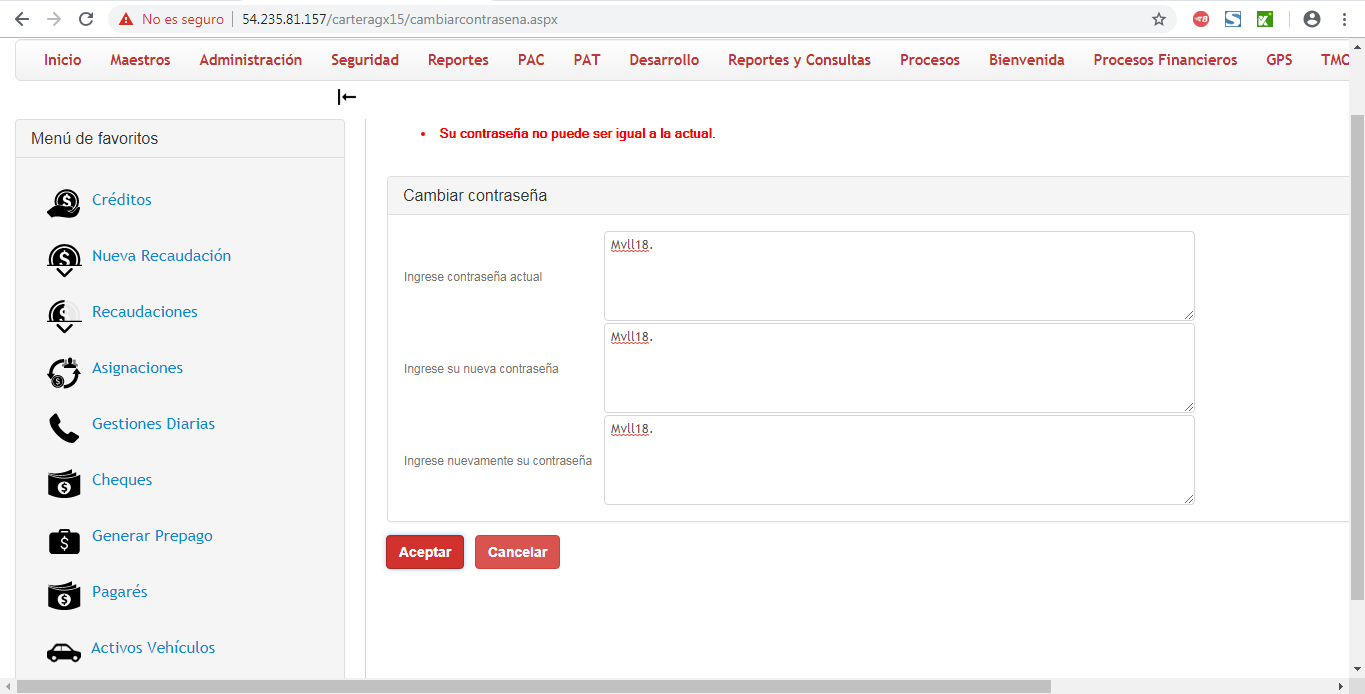 No es seguro | 54.235.81.157/carteragx15/cambiarcontrasena.aspx
Inicio Maestros Administración Seguridad Reportes PAC PAT Desarrollo Reportes y Consultas Procesos Bienvenida Procesos Financieros GPS TMO
Menú de favoritos
Créditos
Nueva Recaudación
Recaudaciones
Asignaciones
Gestiones Diarias
Cheques
Generar Prepago
Pagarés
Activos Vehículos
• Su contraseña no puede ser igual a la actual.
Cambiar contraseña
Ingrese contraseña actual
Mvll18.
Ingrese su nueva contraseña
Mvll18.
Ingrese nuevamente su contraseña
Mvll18.
Aceptar Cancelar